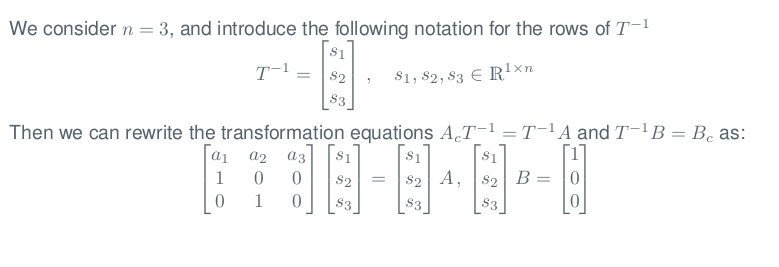 We consider n = 3, and introduce the following notation for the rows of T^{-1}
T^{-1} = \begin{bmatrix} s_1 \\ s_2 \\ s_3 \end{bmatrix} , s_1, s_2, s_3 ∈ ℝ^{1×n}
Then we can rewrite the transformation equations A_c T^{-1} = T^{-1} A and T^{-1} B = B_c as:
\begin{bmatrix} a_1 & a_2 & a_3 \\ 1 & 0 & 0 \\ 0 & 1 & 0 \end{bmatrix} \begin{bmatrix} s_1 \\ s_2 \\ s_3 \end{bmatrix} = \begin{bmatrix} s_1 \\ s_2 \\ s_3 \end{bmatrix} A , \begin{bmatrix} s_1 \\ s_2 \\ s_3 \end{bmatrix} B = \begin{bmatrix} 1 \\ 0 \\ 0 \end{bmatrix}